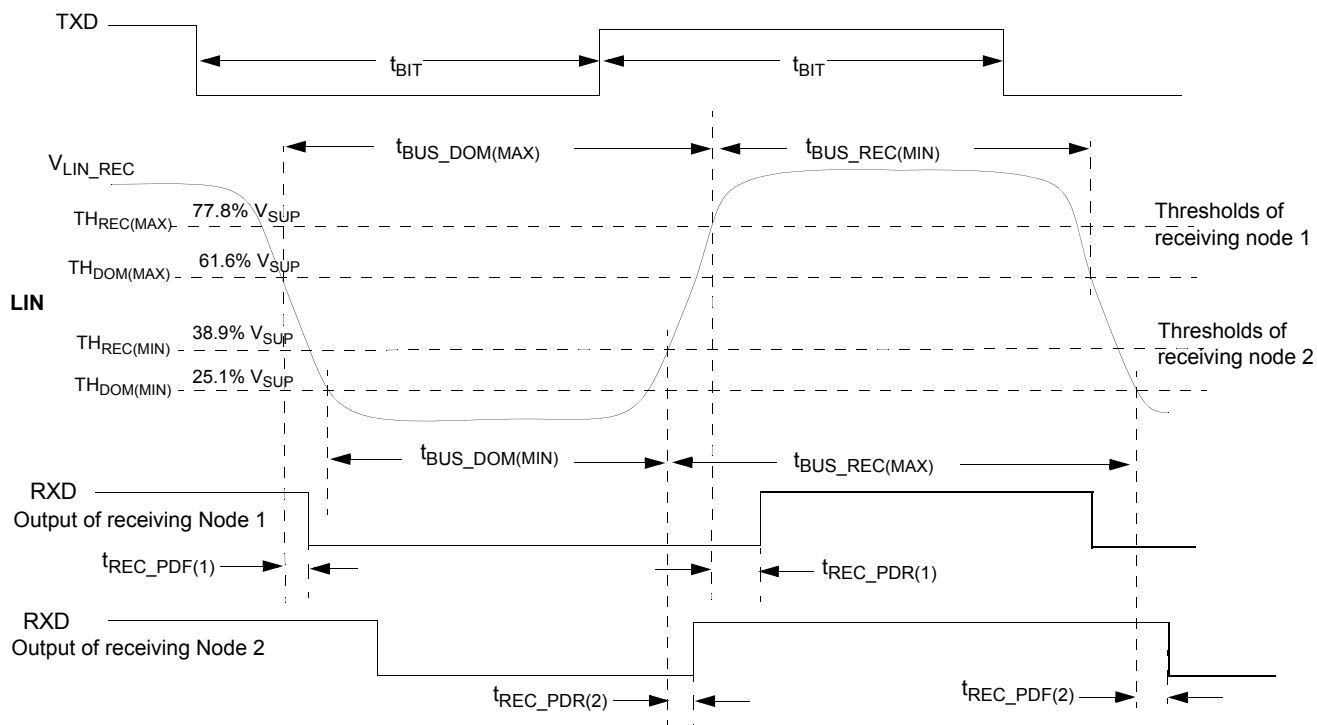 TXD
tBIT
tBIT
tBUS_DOM(MAX)
tBUS_REC(MIN)
VLIN_REC
THREC(MAX) 77.8% VSUP
Thresholds of
receiving node 1
THDOM(MAX) 61.6% VSUP
LIN
THREC(MIN) 38.9% VSUP
Thresholds of
receiving node 2
THDOM(MIN) 25.1% VSUP
tBUS_DOM(MIN)
tBUS_REC(MAX)
RXD
Output of receiving Node 1
tREC_PDF(1)
tREC_PDR(1)
RXD
Output of receiving Node 2
tREC_PDR(2)
tREC_PDF(2)